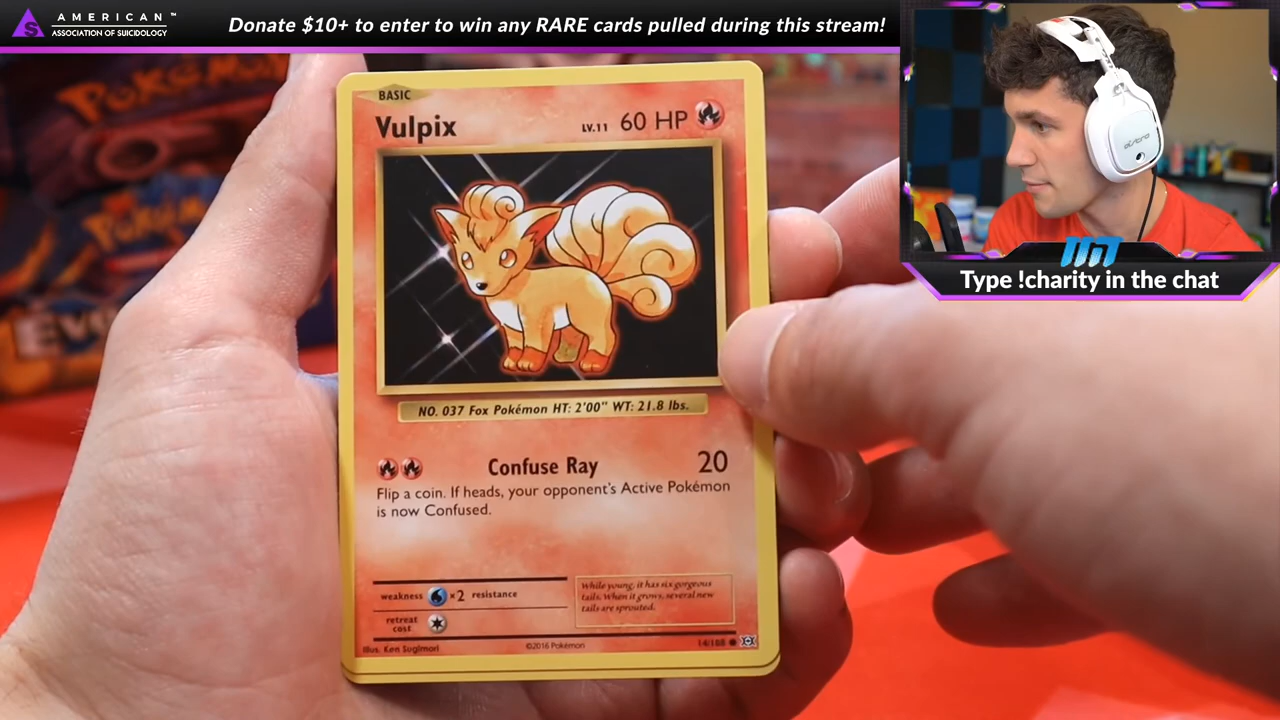 AMERICAN™
ASSOCIATION OF SUICIDOLOGY
Donate $10+ to enter to win any RARE cards pulled during this stream!
Type !charity in the chat
astro
Pokémon
Pokémon
BASIC
Vulpix
LV.11 60 HP
NO. 037 Fox Pokémon HT: 2'00" WT: 21.8 lbs.
Confuse Ray 20
Flip a coin. If heads, your opponent's Active Pokémon
is now Confused.
weakness ×2 resistance
retreat
cost
While young, it has six gorgeous
tails. When it grows, several new
tails are sprouted.
Illus. Ken Sugimori
©2016 Pokémon
14/108